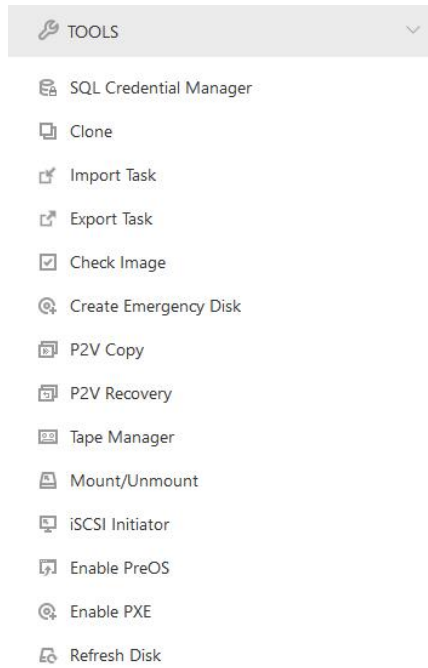 TOOLS
SQL Credential Manager
Clone
Import Task
Export Task
Check Image
Create Emergency Disk
P2V Copy
P2V Recovery
Tape Manager
Mount/Unmount
iSCSI Initiator
Enable PreOS
Enable PXE
Refresh Disk